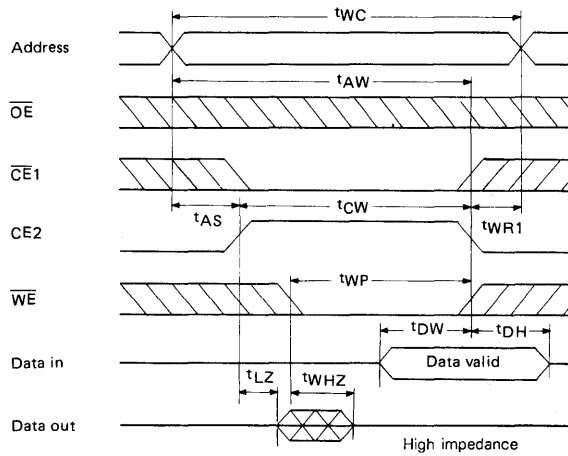 tWC
Address
tAW
OE
CE1
tAS
tCW
tWR1
CE2
tWP
WE
tDW
tDH
Data in
Data valid
tLZ
tWHZ
Data out
High impedance